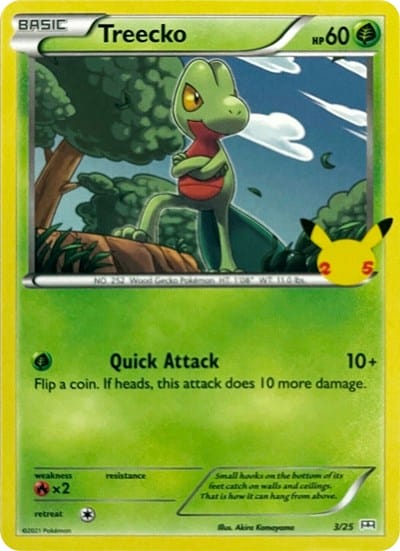 BASIC
Treecko
HP60
25
NO. 252 Wood Gecko Pokémon HT. 1'08" WT. 11.0 lbs.
Quick Attack 10+
Flip a coin. If heads, this attack does 10 more damage.
weakness resistance
×2
Small hooks on the bottom of its
feet catch on walls and ceilings.
That is how it can hang from above.
retreat
©2021 Pokémon
Illus. Akira Komayama
3/25